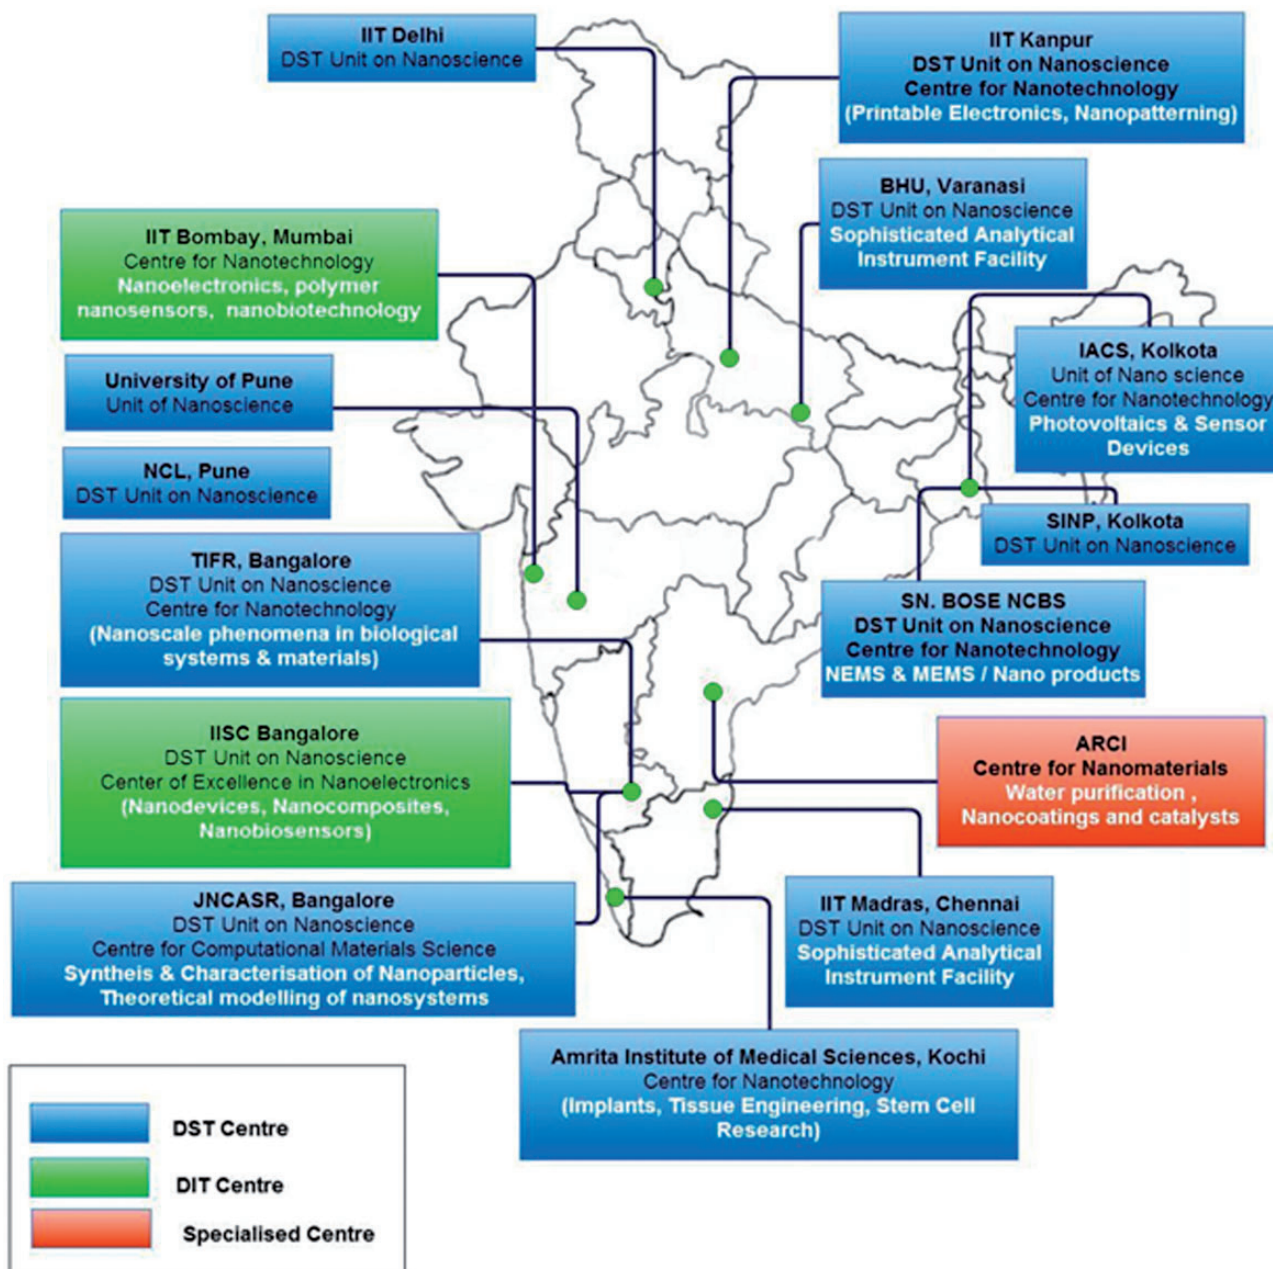 IIT Delhi
DST Unit on Nanoscience
IIT Kanpur
DST Unit on Nanoscience
Centre for Nanotechnology
(Printable Electronics, Nanopatterning)
BHU, Varanasi
DST Unit on Nanoscience
Sophisticated Analytical
Instrument Facility
IIT Bombay, Mumbai
Centre for Nanotechnology
Nanoelectronics, polymer
nanosensors, nanobiotechnology
IACS, Kolkota
Unit of Nano science
Centre for Nanotechnology
Photovoltaics & Sensor
Devices
University of Pune
Unit of Nanoscience
NCL, Pune
DST Unit on Nanoscience
SINP, Kolkota
DST Unit on Nanoscience
TIFR, Bangalore
DST Unit on Nanoscience
Centre for Nanotechnology
(Nanoscale phenomena in biological
systems & materials)
SN. BOSE NCBS
DST Unit on Nanoscience
Centre for Nanotechnology
NEMS & MEMS / Nano products
IISC Bangalore
DST Unit on Nanoscience
Center of Excellence in Nanoelectronics
(Nanodevices, Nanocomposites,
Nanobiosensors)
ARCI
Centre for Nanomaterials
Water purification ,
Nanocoatings and catalysts
JNCASR, Bangalore
DST Unit on Nanoscience
Centre for Computational Materials Science
Syntheis & Characterisation of Nanoparticles,
Theoretical modelling of nanosystems
IIT Madras, Chennai
DST Unit on Nanoscience
Sophisticated Analytical
Instrument Facility
Amrita Institute of Medical Sciences, Kochi
Centre for Nanotechnology
(Implants, Tissue Engineering, Stem Cell
Research)
DST Centre
DIT Centre
Specialised Centre